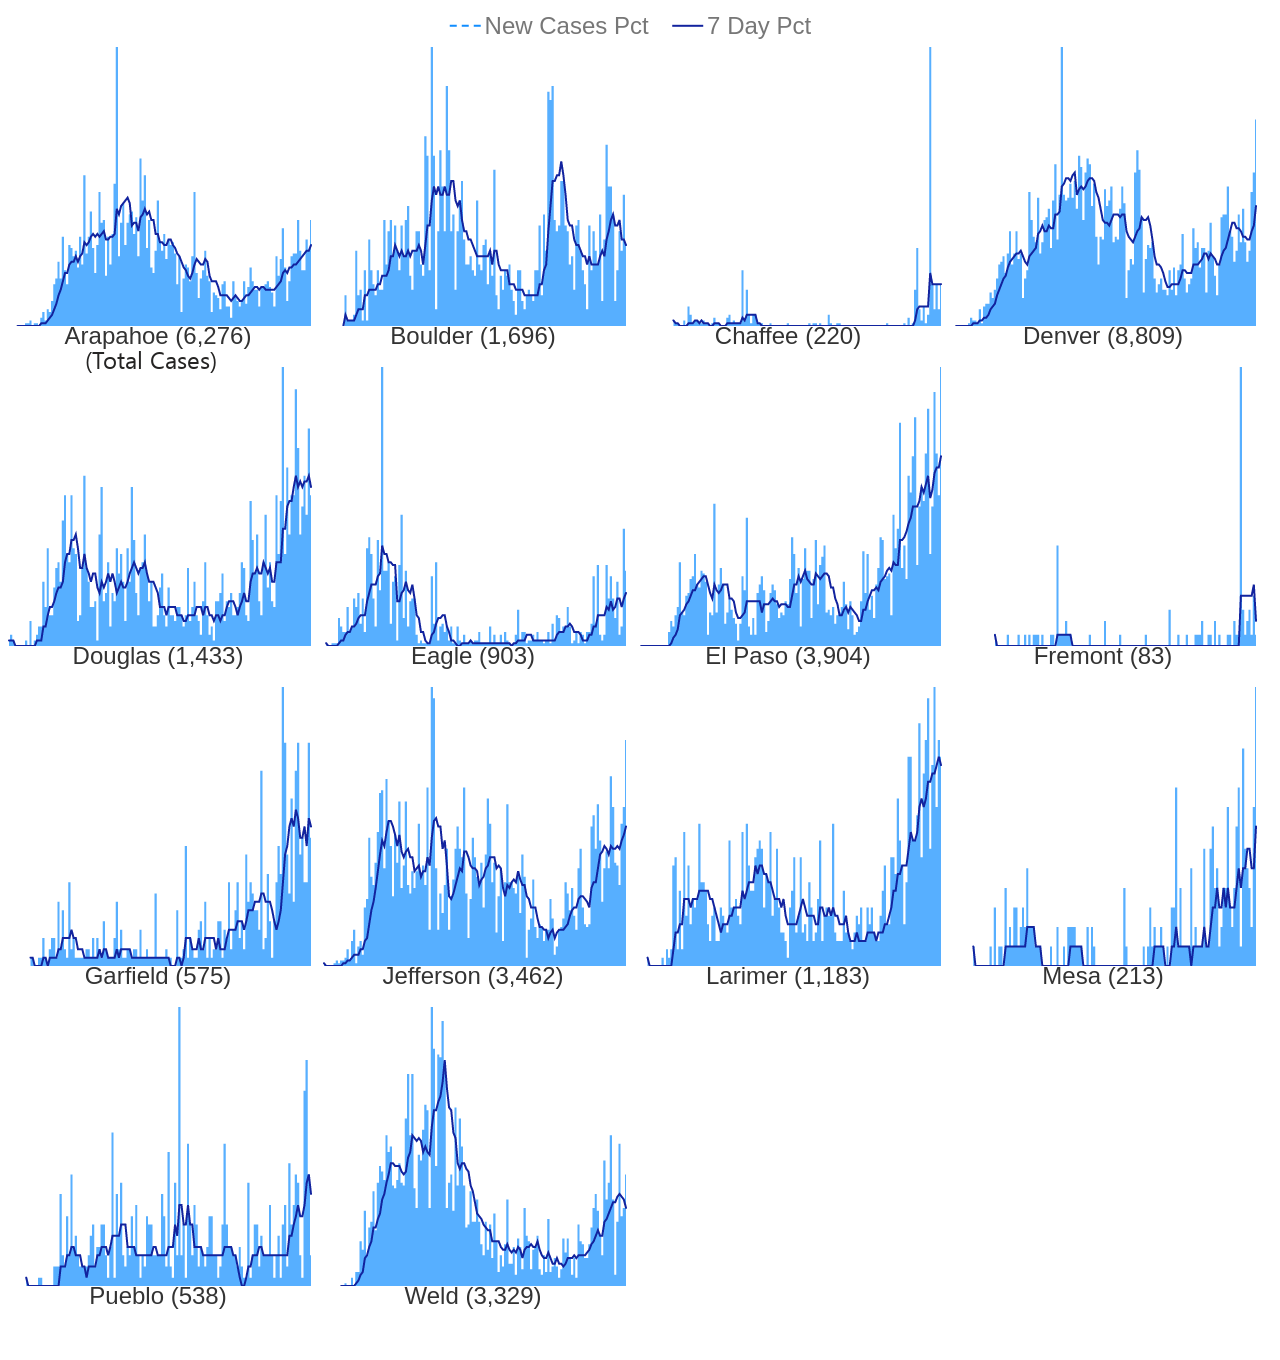 New Cases Pct 7 Day Pct
Arapahoe (6,276) Boulder (1,696) Chaffee (220) Denver (8,809)
(Total Cases)
Douglas (1,433) Eagle (903) El Paso (3,904) Fremont (83)
Garfield (575) Jefferson (3,462) Larimer (1,183) Mesa (213)
Pueblo (538) Weld (3,329)